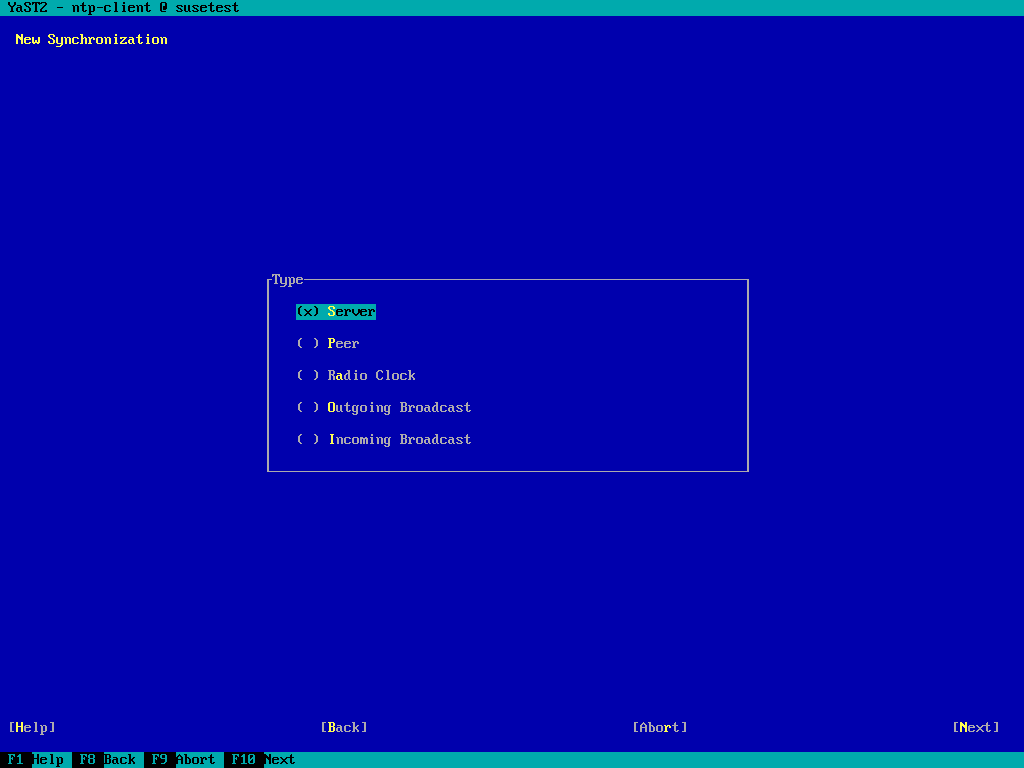 YaST2 - ntp-client @ susetest
New Synchronization
Type
(x) Server
( ) Peer
( ) Radio Clock
( ) Outgoing Broadcast
( ) Incoming Broadcast
[Help] [Back] [Abort] [Next]
F1 Help F8 Back F9 Abort F10 Next